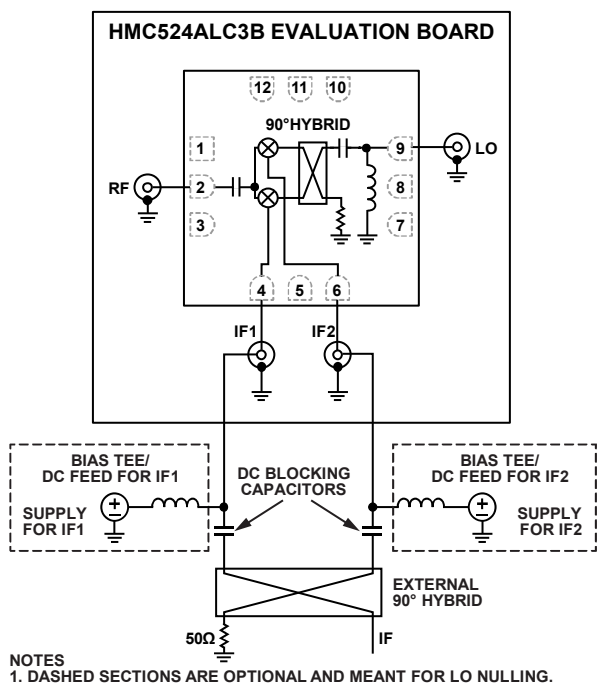 HMC524ALC3B EVALUATION BOARD
12 11 10
90°HYBRID
1
9
LO
RF
2
8
3
7
4 5 6
IF1
IF2
BIAS TEE/
DC FEED FOR IF1
SUPPLY
FOR IF1
DC BLOCKING
CAPACITORS
BIAS TEE/
DC FEED FOR IF2
SUPPLY
FOR IF2
EXTERNAL
90° HYBRID
50Ω
IF
NOTES
1. DASHED SECTIONS ARE OPTIONAL AND MEANT FOR LO NULLING.